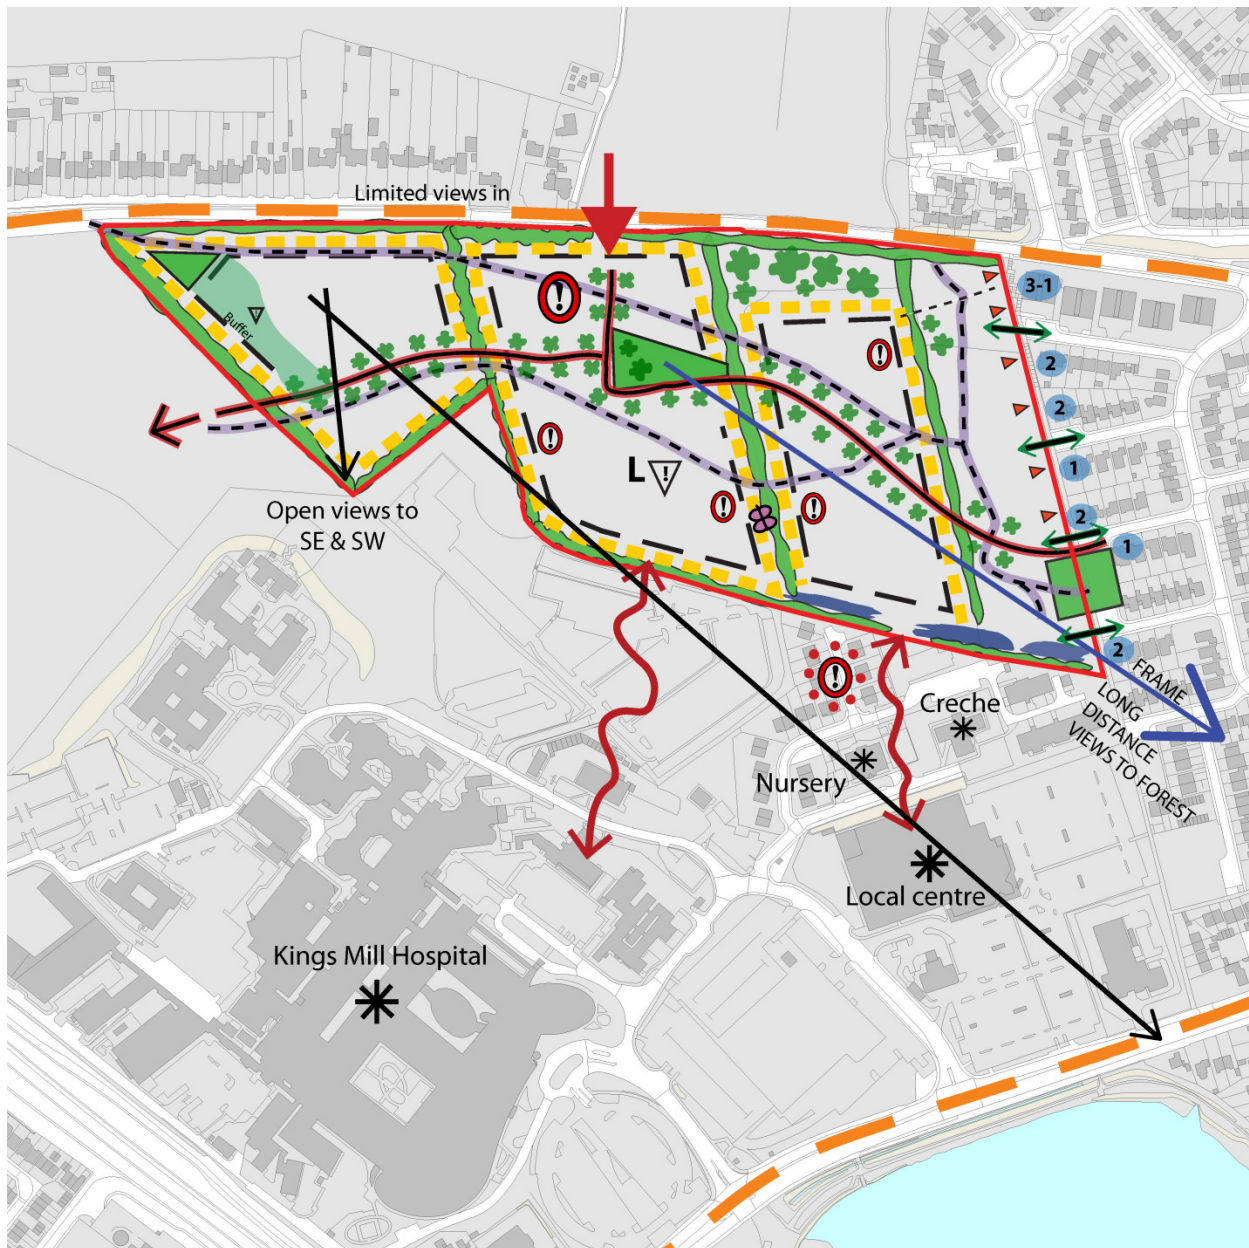 Limited views in
3-1
Buffer
2
2
1
L
Open views to
SE & SW
2
1
2
FRAME
LONG
DISTANCE
VIEWS TO FOREST
Creche
Nursery
Local centre
Kings Mill Hospital
!
!
!
!
!
!
!
!